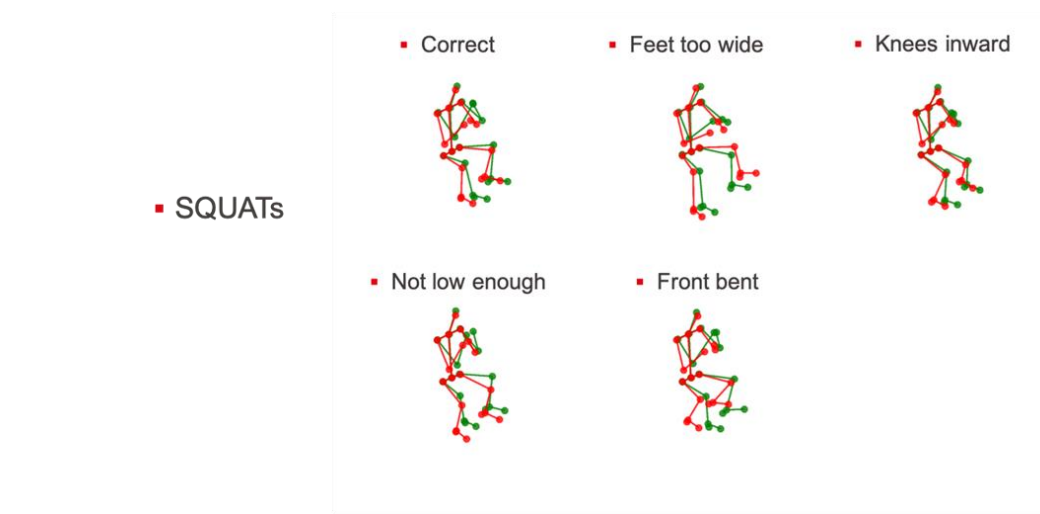 ▪ Correct
▪ Feet too wide
▪ Knees inward
▪ SQUATs
▪ Not low enough
▪ Front bent